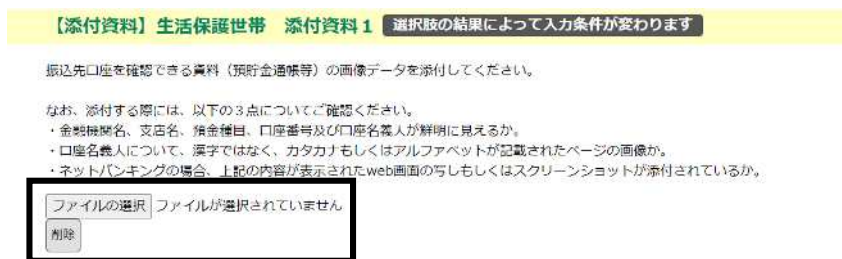 【添付資料】生活保護世帯 添付資料1 選択肢の結果によって入力条件が変わります
振込先口座を確認できる資料（預貯金通帳等）の画像データを添付してください。
なお、添付する際には、以下の3点についてご確認ください。
・金融機関名、支店名、預金種目、口座番号及び口座名義人が鮮明に見えるか。
・口座名義人について、漢字ではなく、カタカナもしくはアルファベットが記載されたページの画像か。
・ネットバンキングの場合、上記の内容が表示されたweb画面の写しもしくはスクリーンショットが添付されているか。
ファイルの選択 ファイルが選択されていません
削除